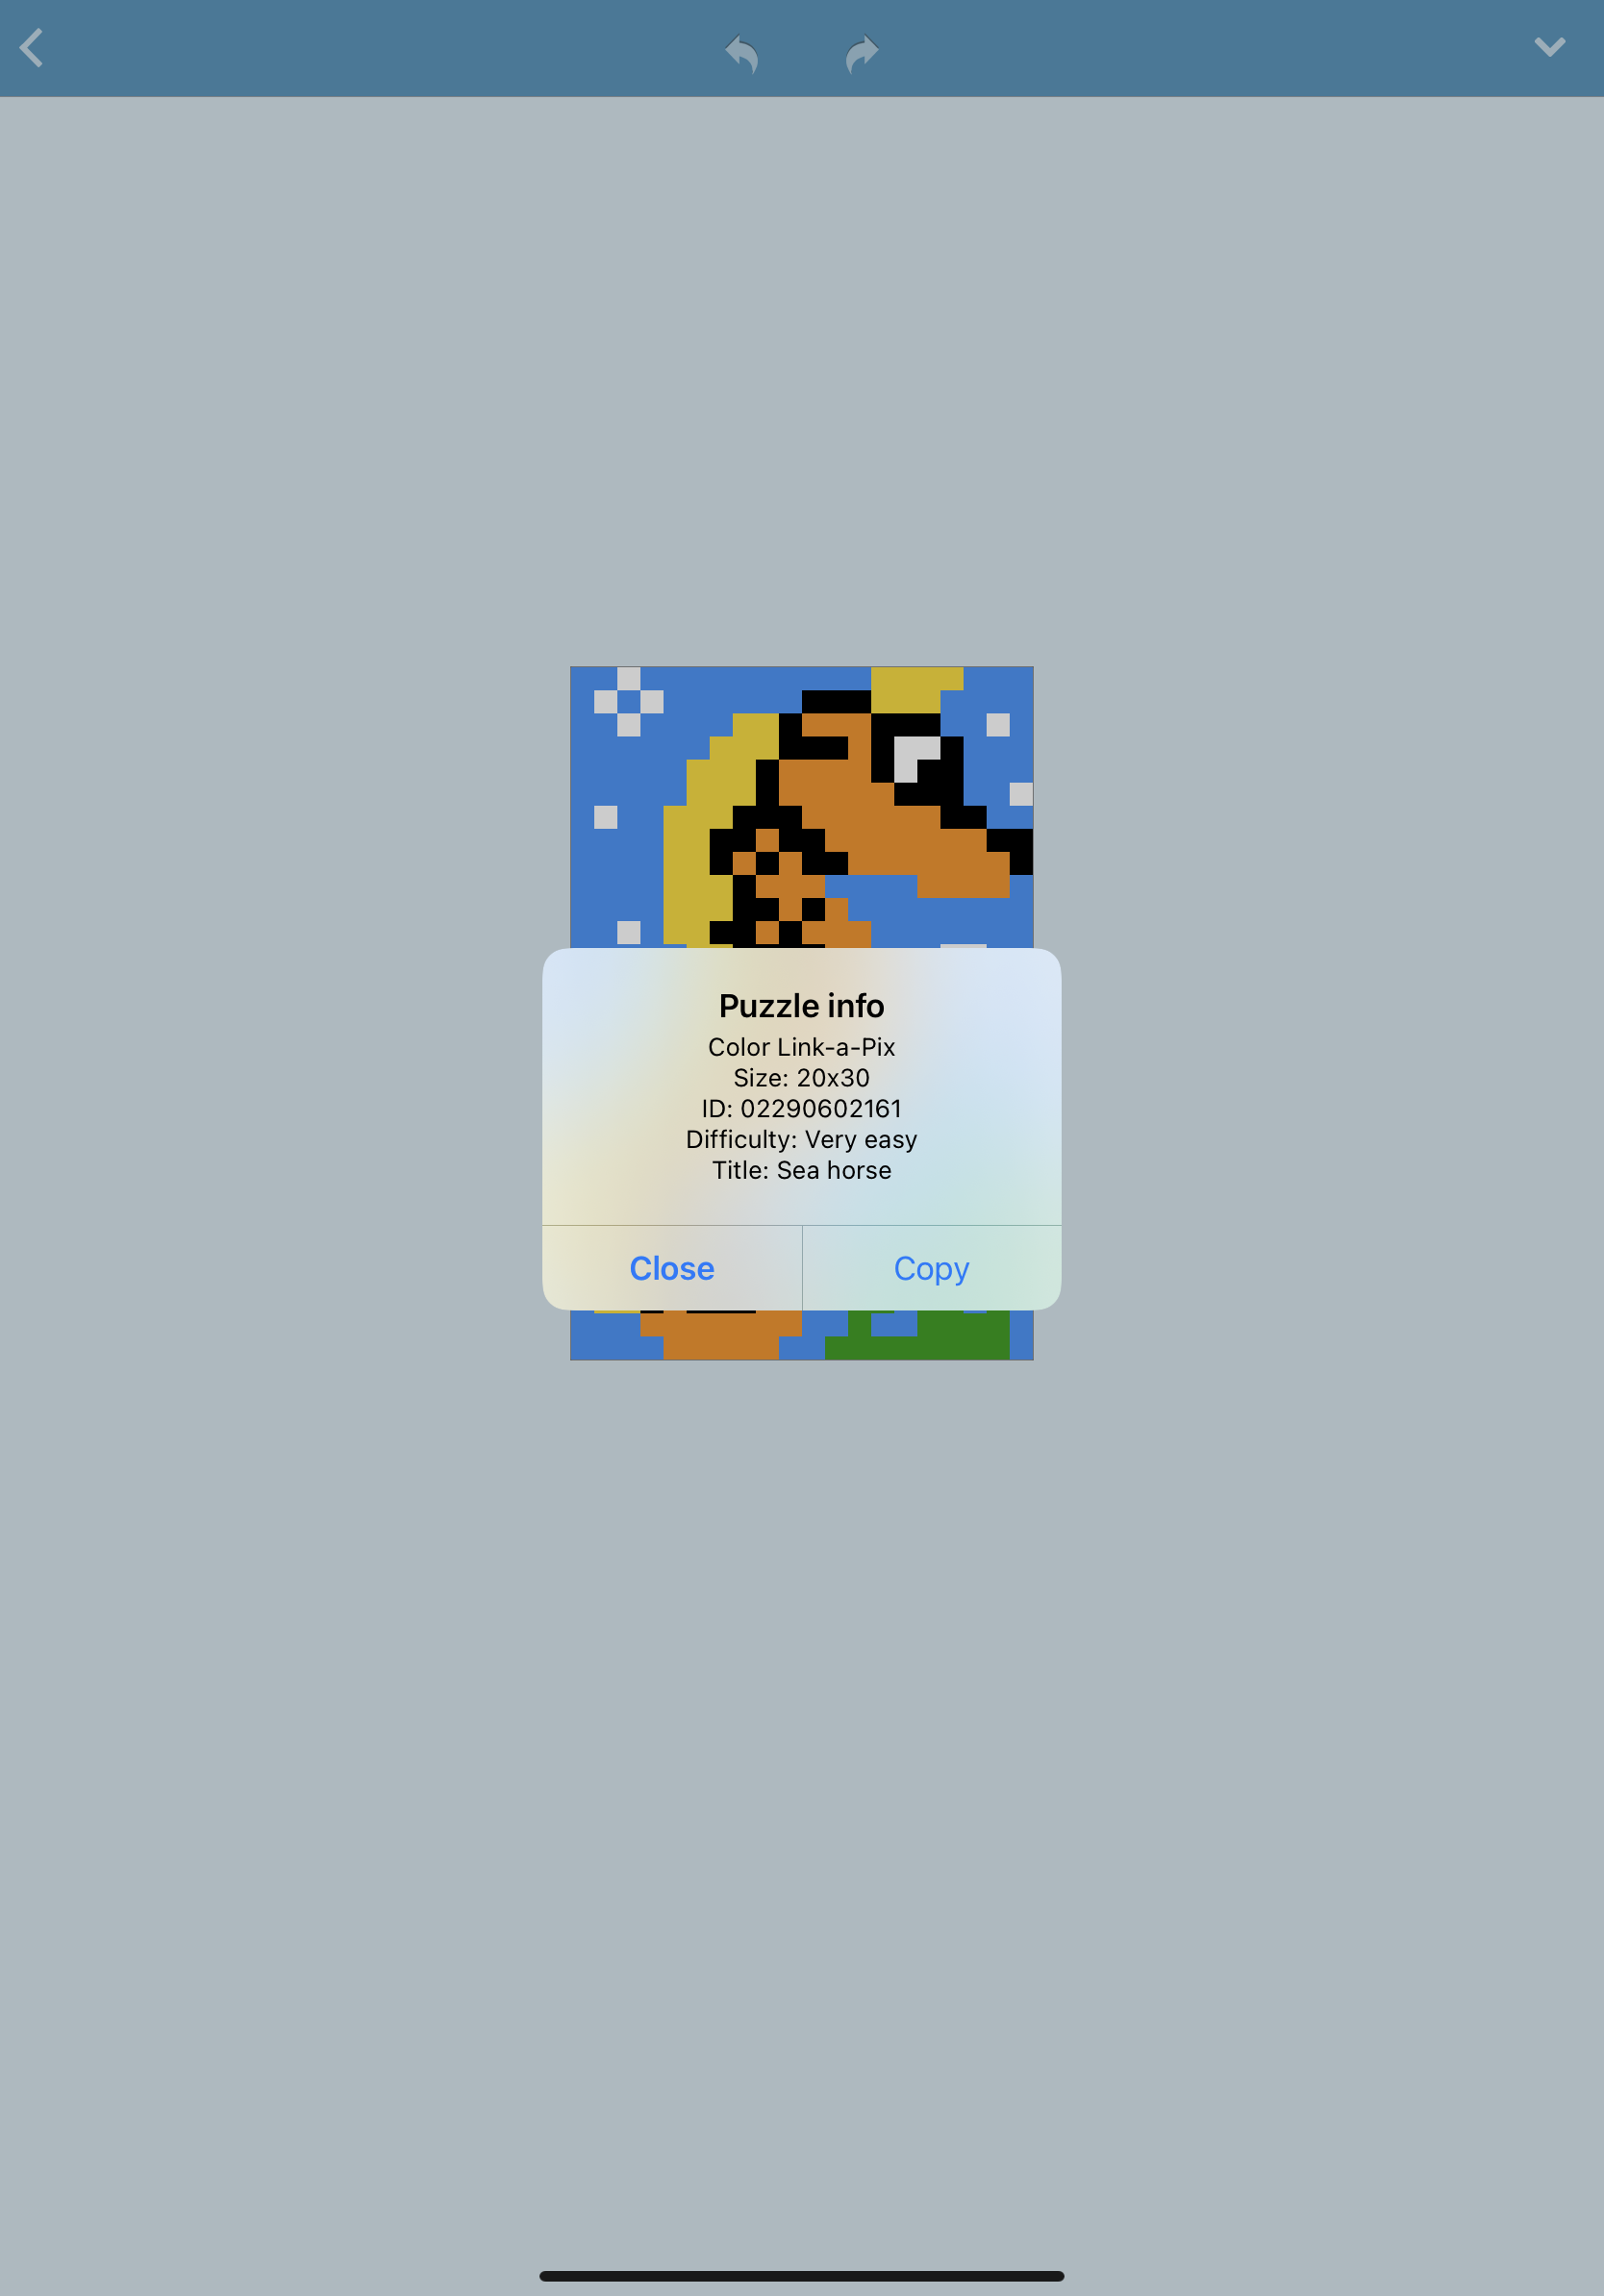 Puzzle info
Color Link-a-Pix
Size: 20x30
ID: 02290602161
Difficulty: Very easy
Title: Sea horse
Close
Copy